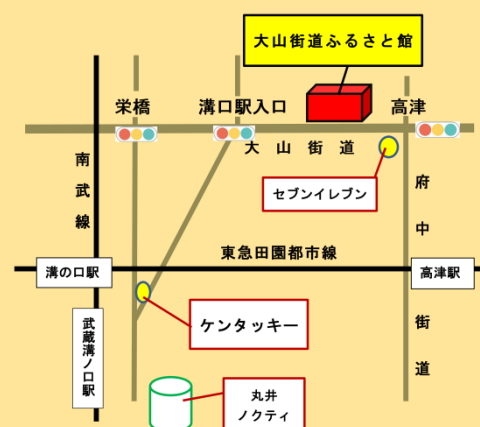 大山街道ふるさと館
栄橋
溝口駅入口
高津
大山街道
南武線
セブンイレブン
府中街道
東急田園都市線
溝の口駅
高津駅
ケンタッキー
武蔵溝ノ口駅
丸井
ノクティ